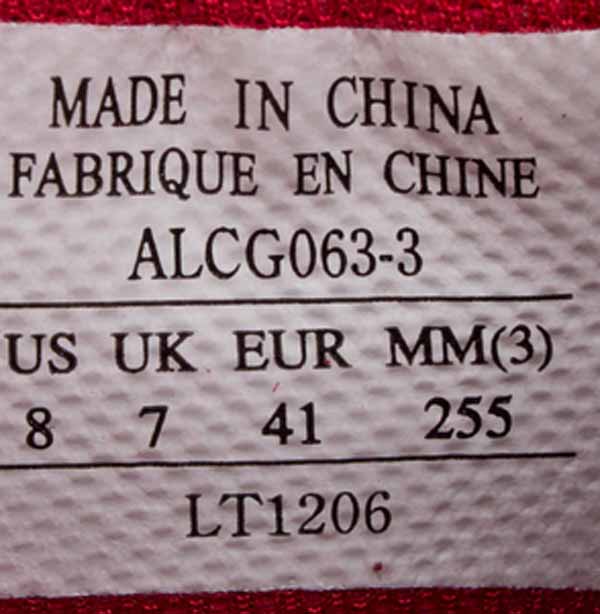 MADE IN CHINA
FABRIQUE EN CHINE
ALCG063-3
US UK EUR MM(3)
8 7 41 255
LT1206